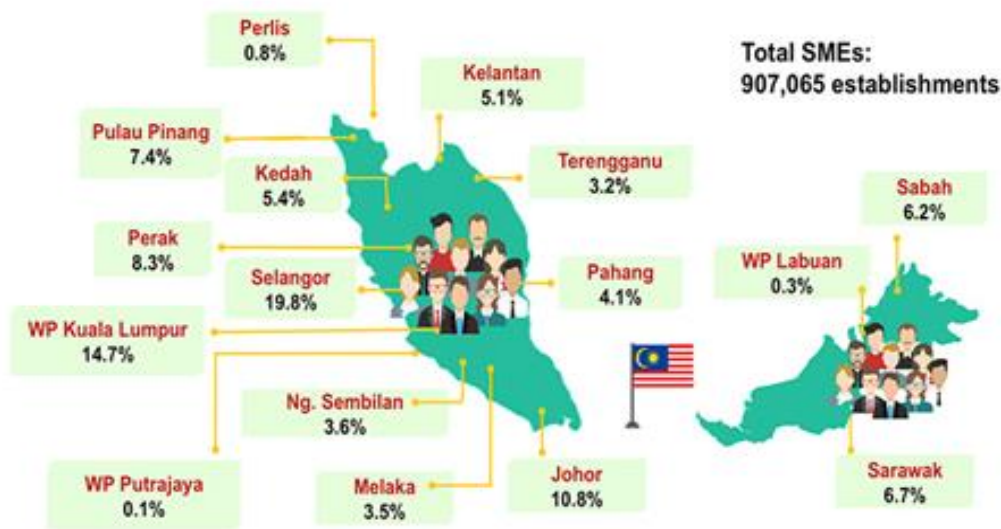 Perlis
0.8%
Total SMEs:
907,065 establishments
Kelantan
5.1%
Pulau Pinang
7.4%
Kedah
5.4%
Terengganu
3.2%
Sabah
6.2%
Perak
8.3%
Selangor
19.8%
Pahang
4.1%
WP Labuan
0.3%
WP Kuala Lumpur
14.7%
Ng. Sembilan
3.6%
WP Putrajaya
0.1%
Melaka
3.5%
Johor
10.8%
Sarawak
6.7%